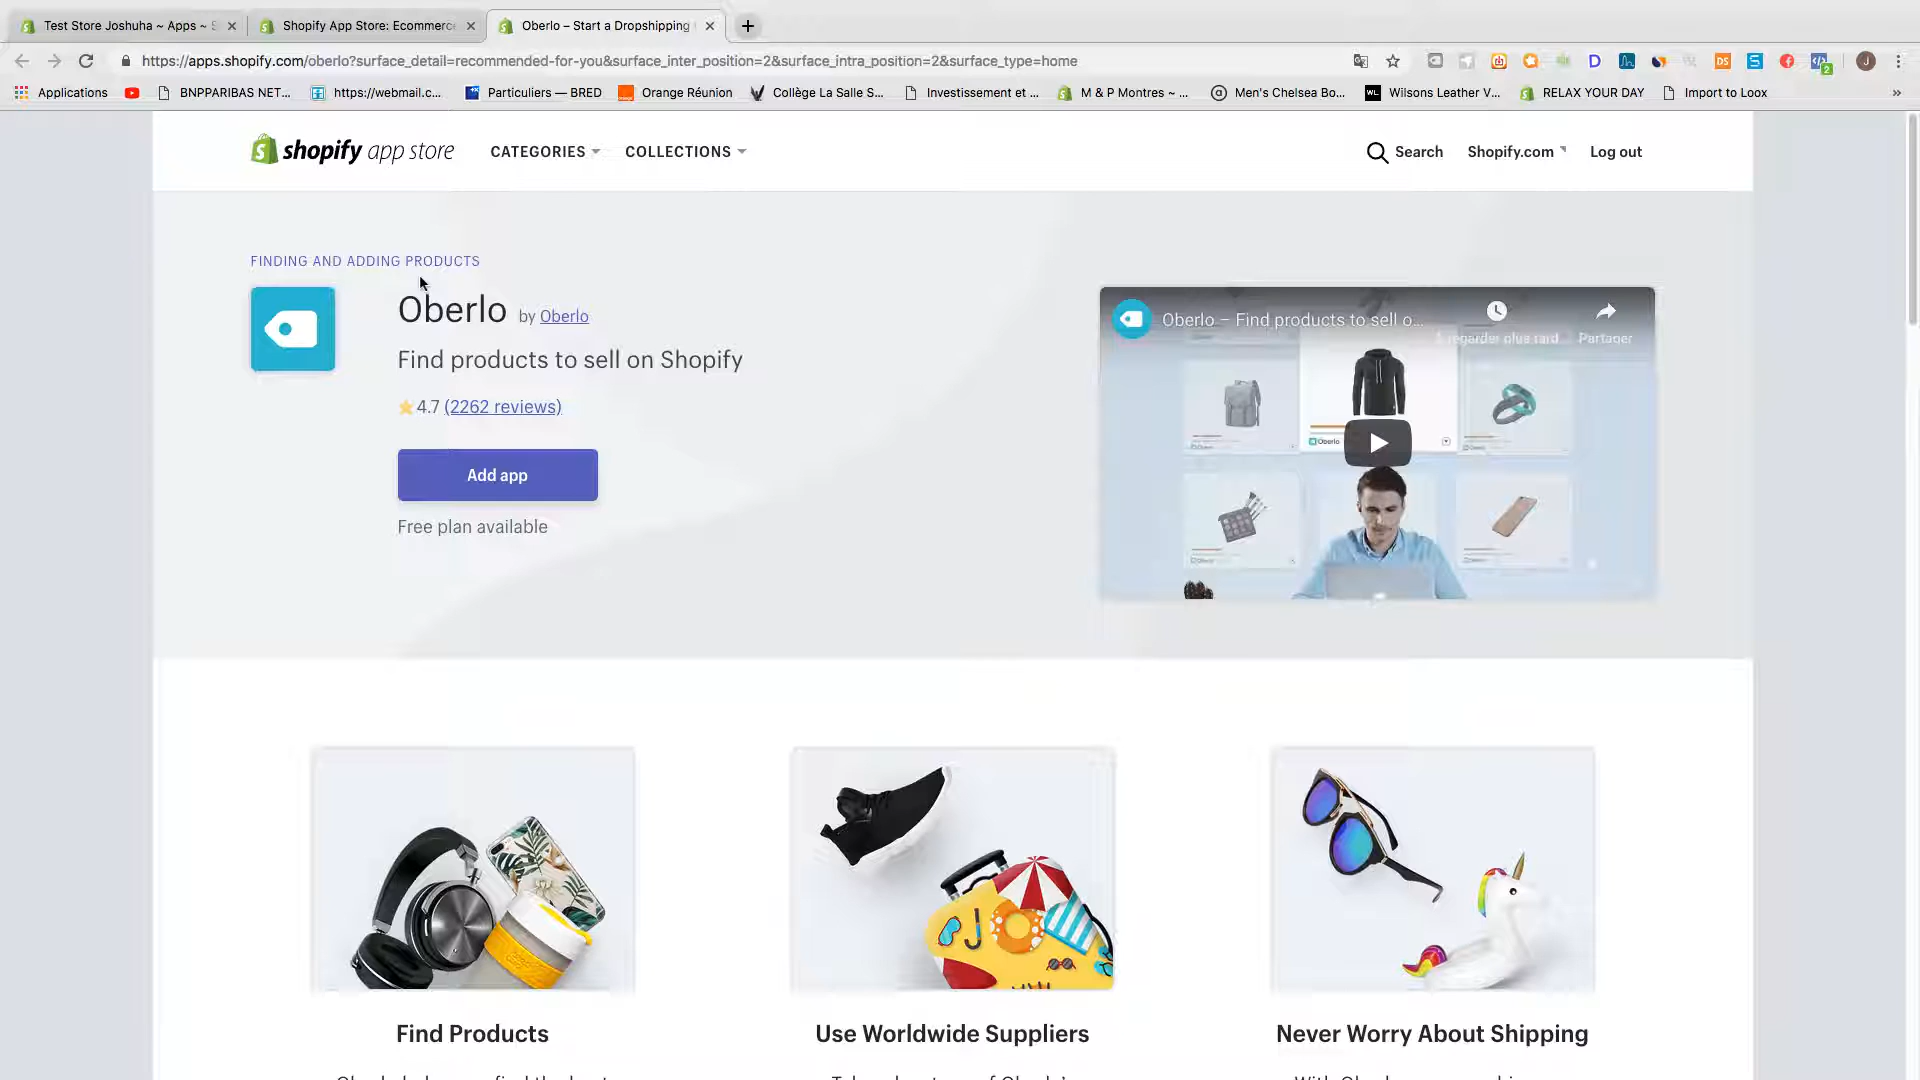 Test Store Joshuha ~ Apps ~ S
Shopify App Store: Ecommerce
Oberlo – Start a Dropshipping
https://apps.shopify.com/oberlo?surface_detail=recommended-for-you&surface_inter_position=2&surface_intra_position=2&surface_type=home
Applications
BNPPARIBAS NET...
https://webmail.c...
Particuliers — BRED
Orange Réunion
Collège La Salle S...
Investissement et ...
M & P Montres ~ ...
Men's Chelsea Bo...
Wilsons Leather V...
RELAX YOUR DAY
Import to Loox
shopify app store
CATEGORIES
COLLECTIONS
Search
Shopify.com
Log out
FINDING AND ADDING PRODUCTS
Oberlo by Oberlo
Find products to sell on Shopify
4.7 (2262 reviews)
Add app
Free plan available
Oberlo – Find products to sell o...
regarder plus tard
Partager
Oberlo
Find Products
Use Worldwide Suppliers
Never Worry About Shipping